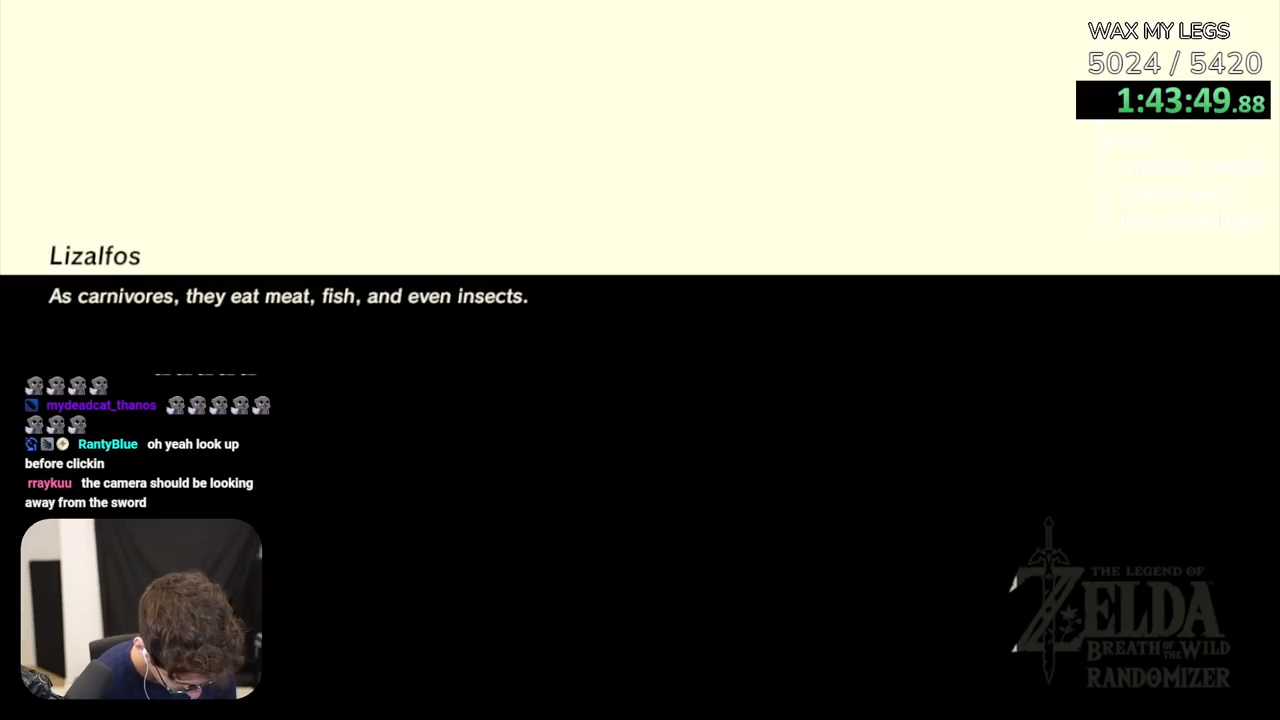 WAX MY LEGS
5024 / 5420
1:43:49.88
Lizalfos
As carnivores, they eat meat, fish, and even insects.
mydeadcat_thanos
RantyBlue oh yeah look up
before clickin
rraykuu the camera should be looking
away from the sword
THE LEGEND OF
ZELDA
BREATH OF THE WILD
RANDOMIZER